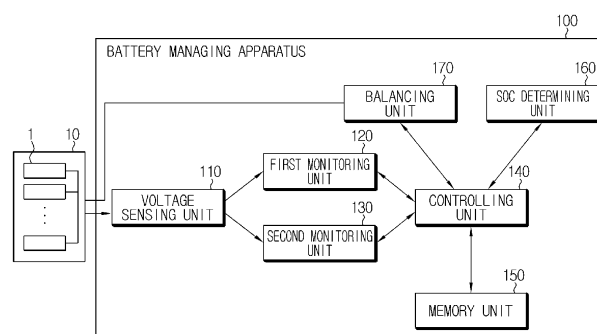 100
BATTERY MANAGING APPARATUS
170
160
BALANCING
UNIT
SOC DETERMINING
UNIT
1
10
120
FIRST MONITORING
UNIT
110
VOLTAGE
SENSING UNIT
140
CONTROLLING
UNIT
130
SECOND MONITORING
UNIT
150
MEMORY UNIT